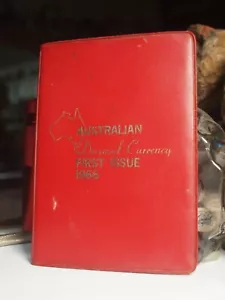 AUSTRALIAN
Decimal Currency
FIRST ISSUE
1966